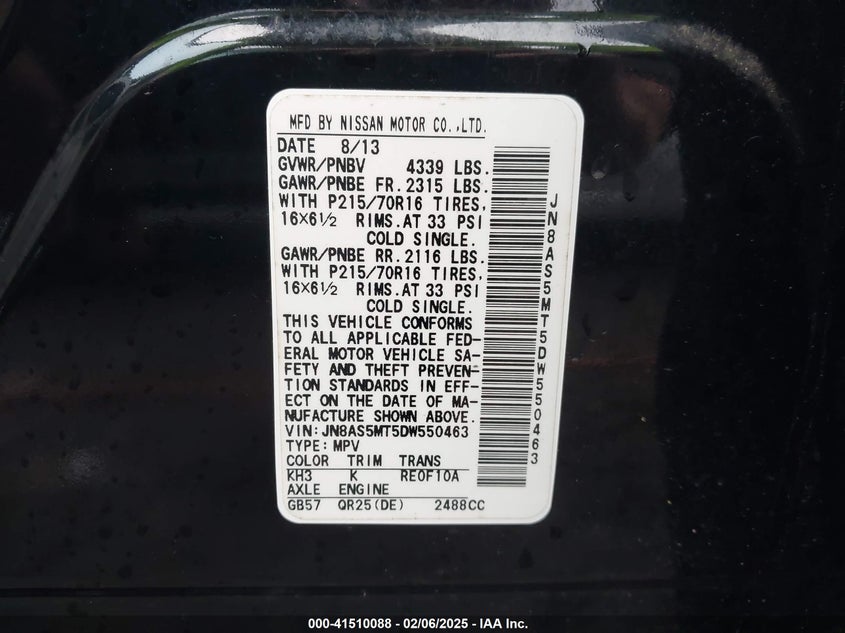 MFD BY NISSAN MOTOR CO.,LTD.
DATE 8/13
GVWR/PNBV 4339 LBS.
GAWR/PNBE FR. 2315 LBS.
WITH P215/70R16 TIRES,
16X6½ RIMS. AT 33 PSI
COLD SINGLE.
GAWR/PNBE RR. 2116 LBS.
WITH P215/70R16 TIRES,
16X6½ RIMS. AT 33 PSI
COLD SINGLE.
THIS VEHICLE CONFORMS
TO ALL APPLICABLE FED-
ERAL MOTOR VEHICLE SA-
FETY AND THEFT PREVEN-
TION STANDARDS IN EFF-
ECT ON THE DATE OF MA-
NUFACTURE SHOWN ABOVE.
VIN: JN8AS5MT5DW550463
TYPE: MPV
COLOR TRIM TRANS
KH3 K RE0F10A
AXLE ENGINE
GB57 QR25(DE) 2488CC
JN8AS5MT5DW550463
000-41510088 - 02/06/2025 - IAA Inc.